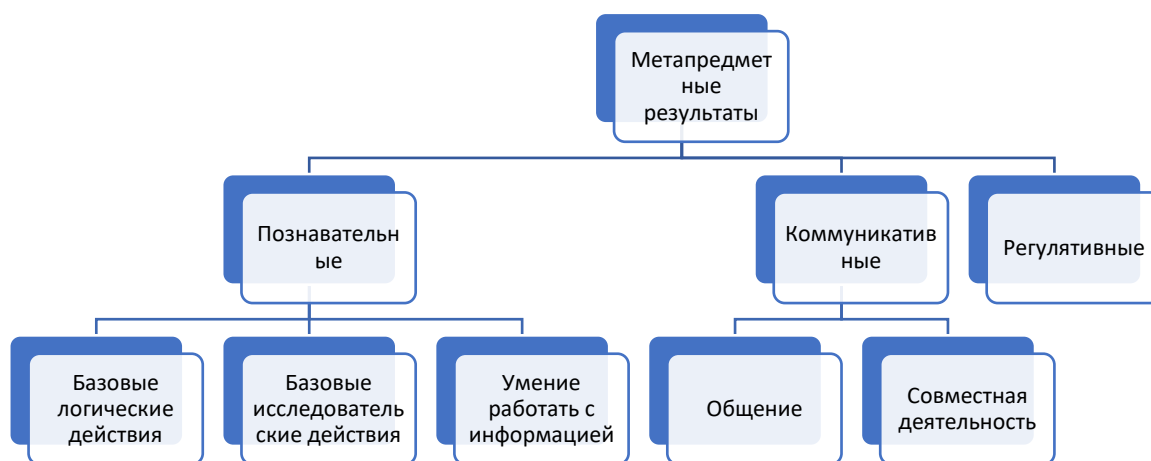 Метапредмет
ные
результаты
Познавательн
ые
Коммуникатив
ные
Регулятивные
Базовые
логические
действия
Базовые
исследователь
ские действия
Умение
работать с
информацией
Общение
Совместная
деятельность